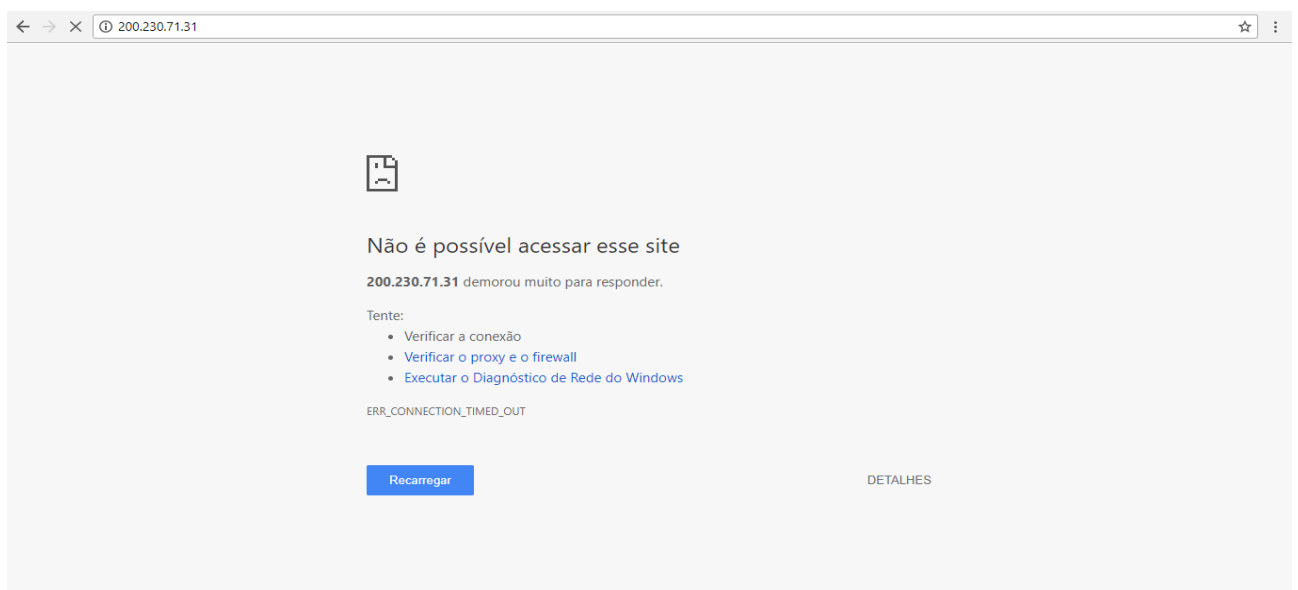 200.230.71.31
Não é possível acessar esse site
200.230.71.31 demorou muito para responder.
Tente:
Verificar a conexão
Verificar o proxy e o firewall
Executar o Diagnóstico de Rede do Windows
ERR_CONNECTION_TIMED_OUT
Recarregar
DETALHES